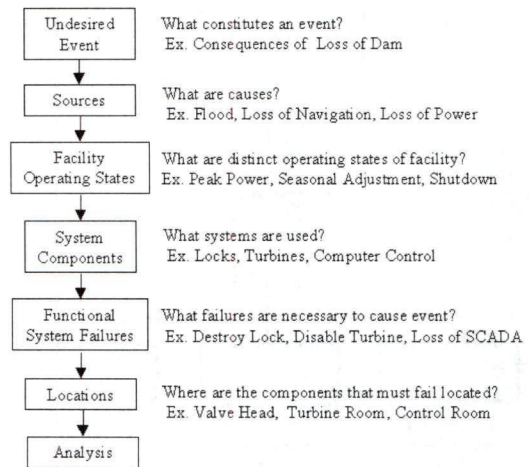 Undesired
Event
What constitutes an event?
Ex. Consequences of Loss of Dam
Sources
What are causes?
Ex. Flood, Loss of Navigation, Loss of Power
Facility
Operating States
What are distinct operating states of facility?
Ex. Peak Power, Seasonal Adjustment, Shutdown
System
Components
What systems are used?
Ex. Locks, Turbines, Computer Control
Functional
System Failures
What failures are necessary to cause event?
Ex. Destroy Lock, Disable Turbine, Loss of SCADA
Locations
Where are the components that must fail located?
Ex. Valve Head, Turbine Room, Control Room
Analysis